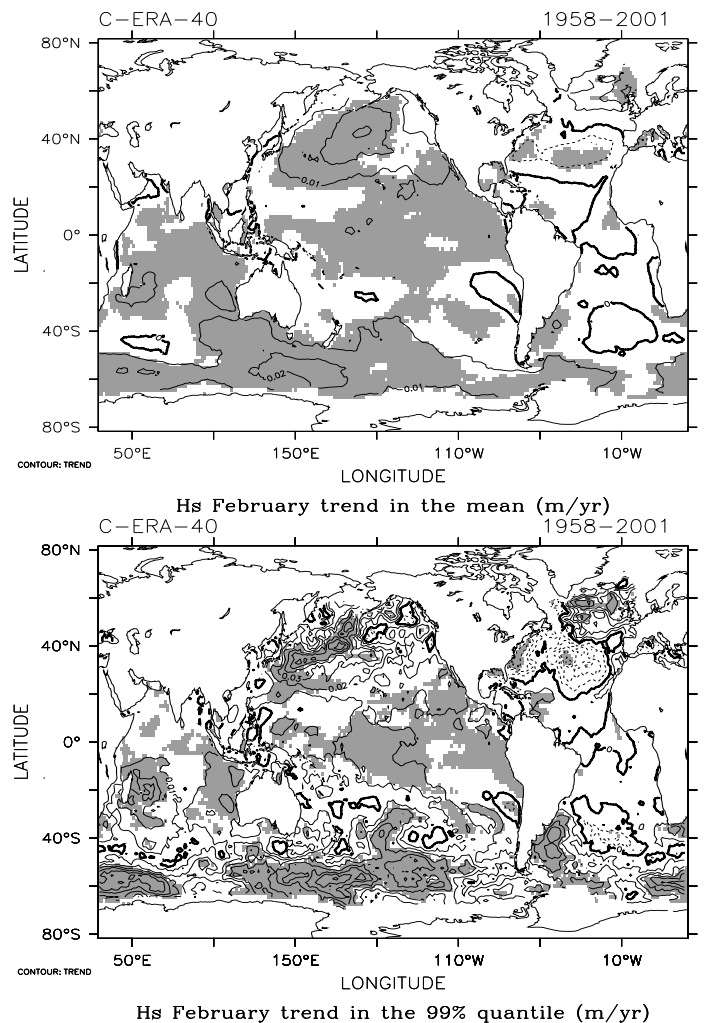 C-ERA-40 1958-2001
80°N
40°N
0°
40°S
80°S
LATITUDE
0.01
0.02
0.01
0
50°E 150°E 110°W 10°W
LONGITUDE
CONTOUR: TREND
Hs February trend in the mean (m/yr)
C-ERA-40 1958-2001
80°N
40°N
0°
40°S
80°S
LATITUDE
0.03
0.02
0
50°E 150°E 110°W 10°W
LONGITUDE
CONTOUR: TREND
Hs February trend in the 99% quantile (m/yr)